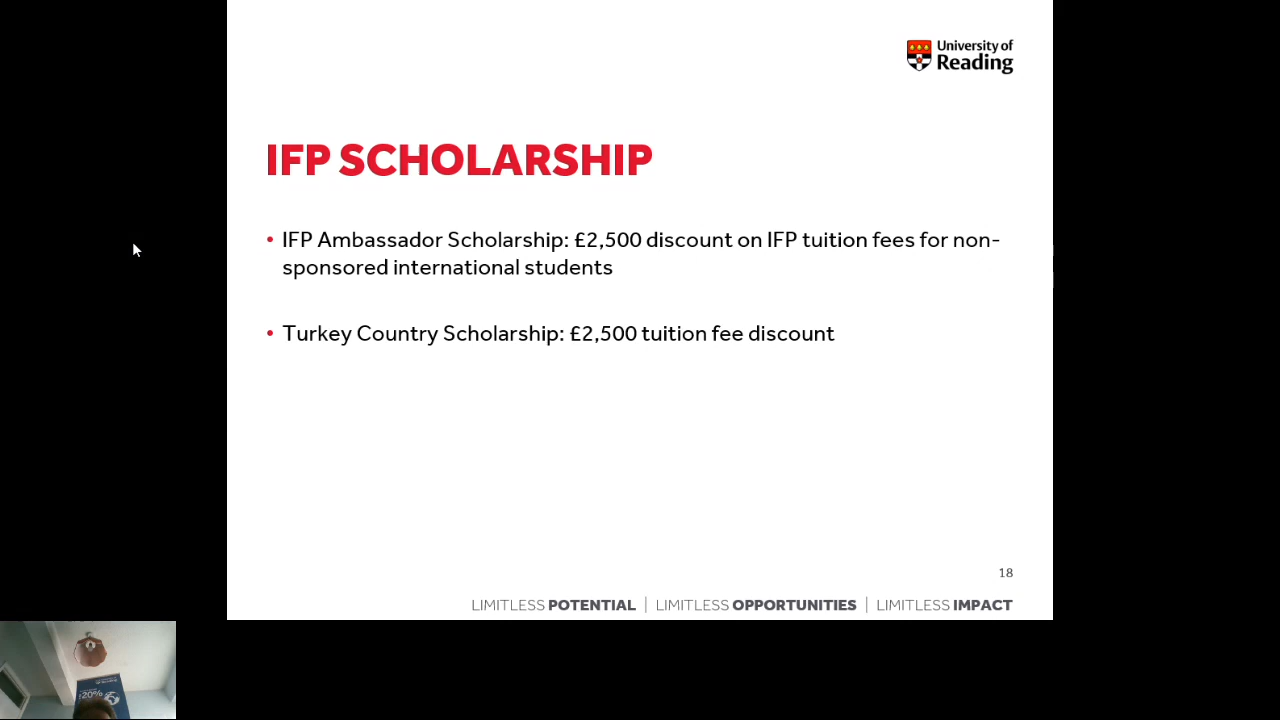 University of
Reading
IFP SCHOLARSHIP
• IFP Ambassador Scholarship: £2,500 discount on IFP tuition fees for non-
sponsored international students
• Turkey Country Scholarship: £2,500 tuition fee discount
18
LIMITLESS POTENTIAL | LIMITLESS OPPORTUNITIES | LIMITLESS IMPACT
20%